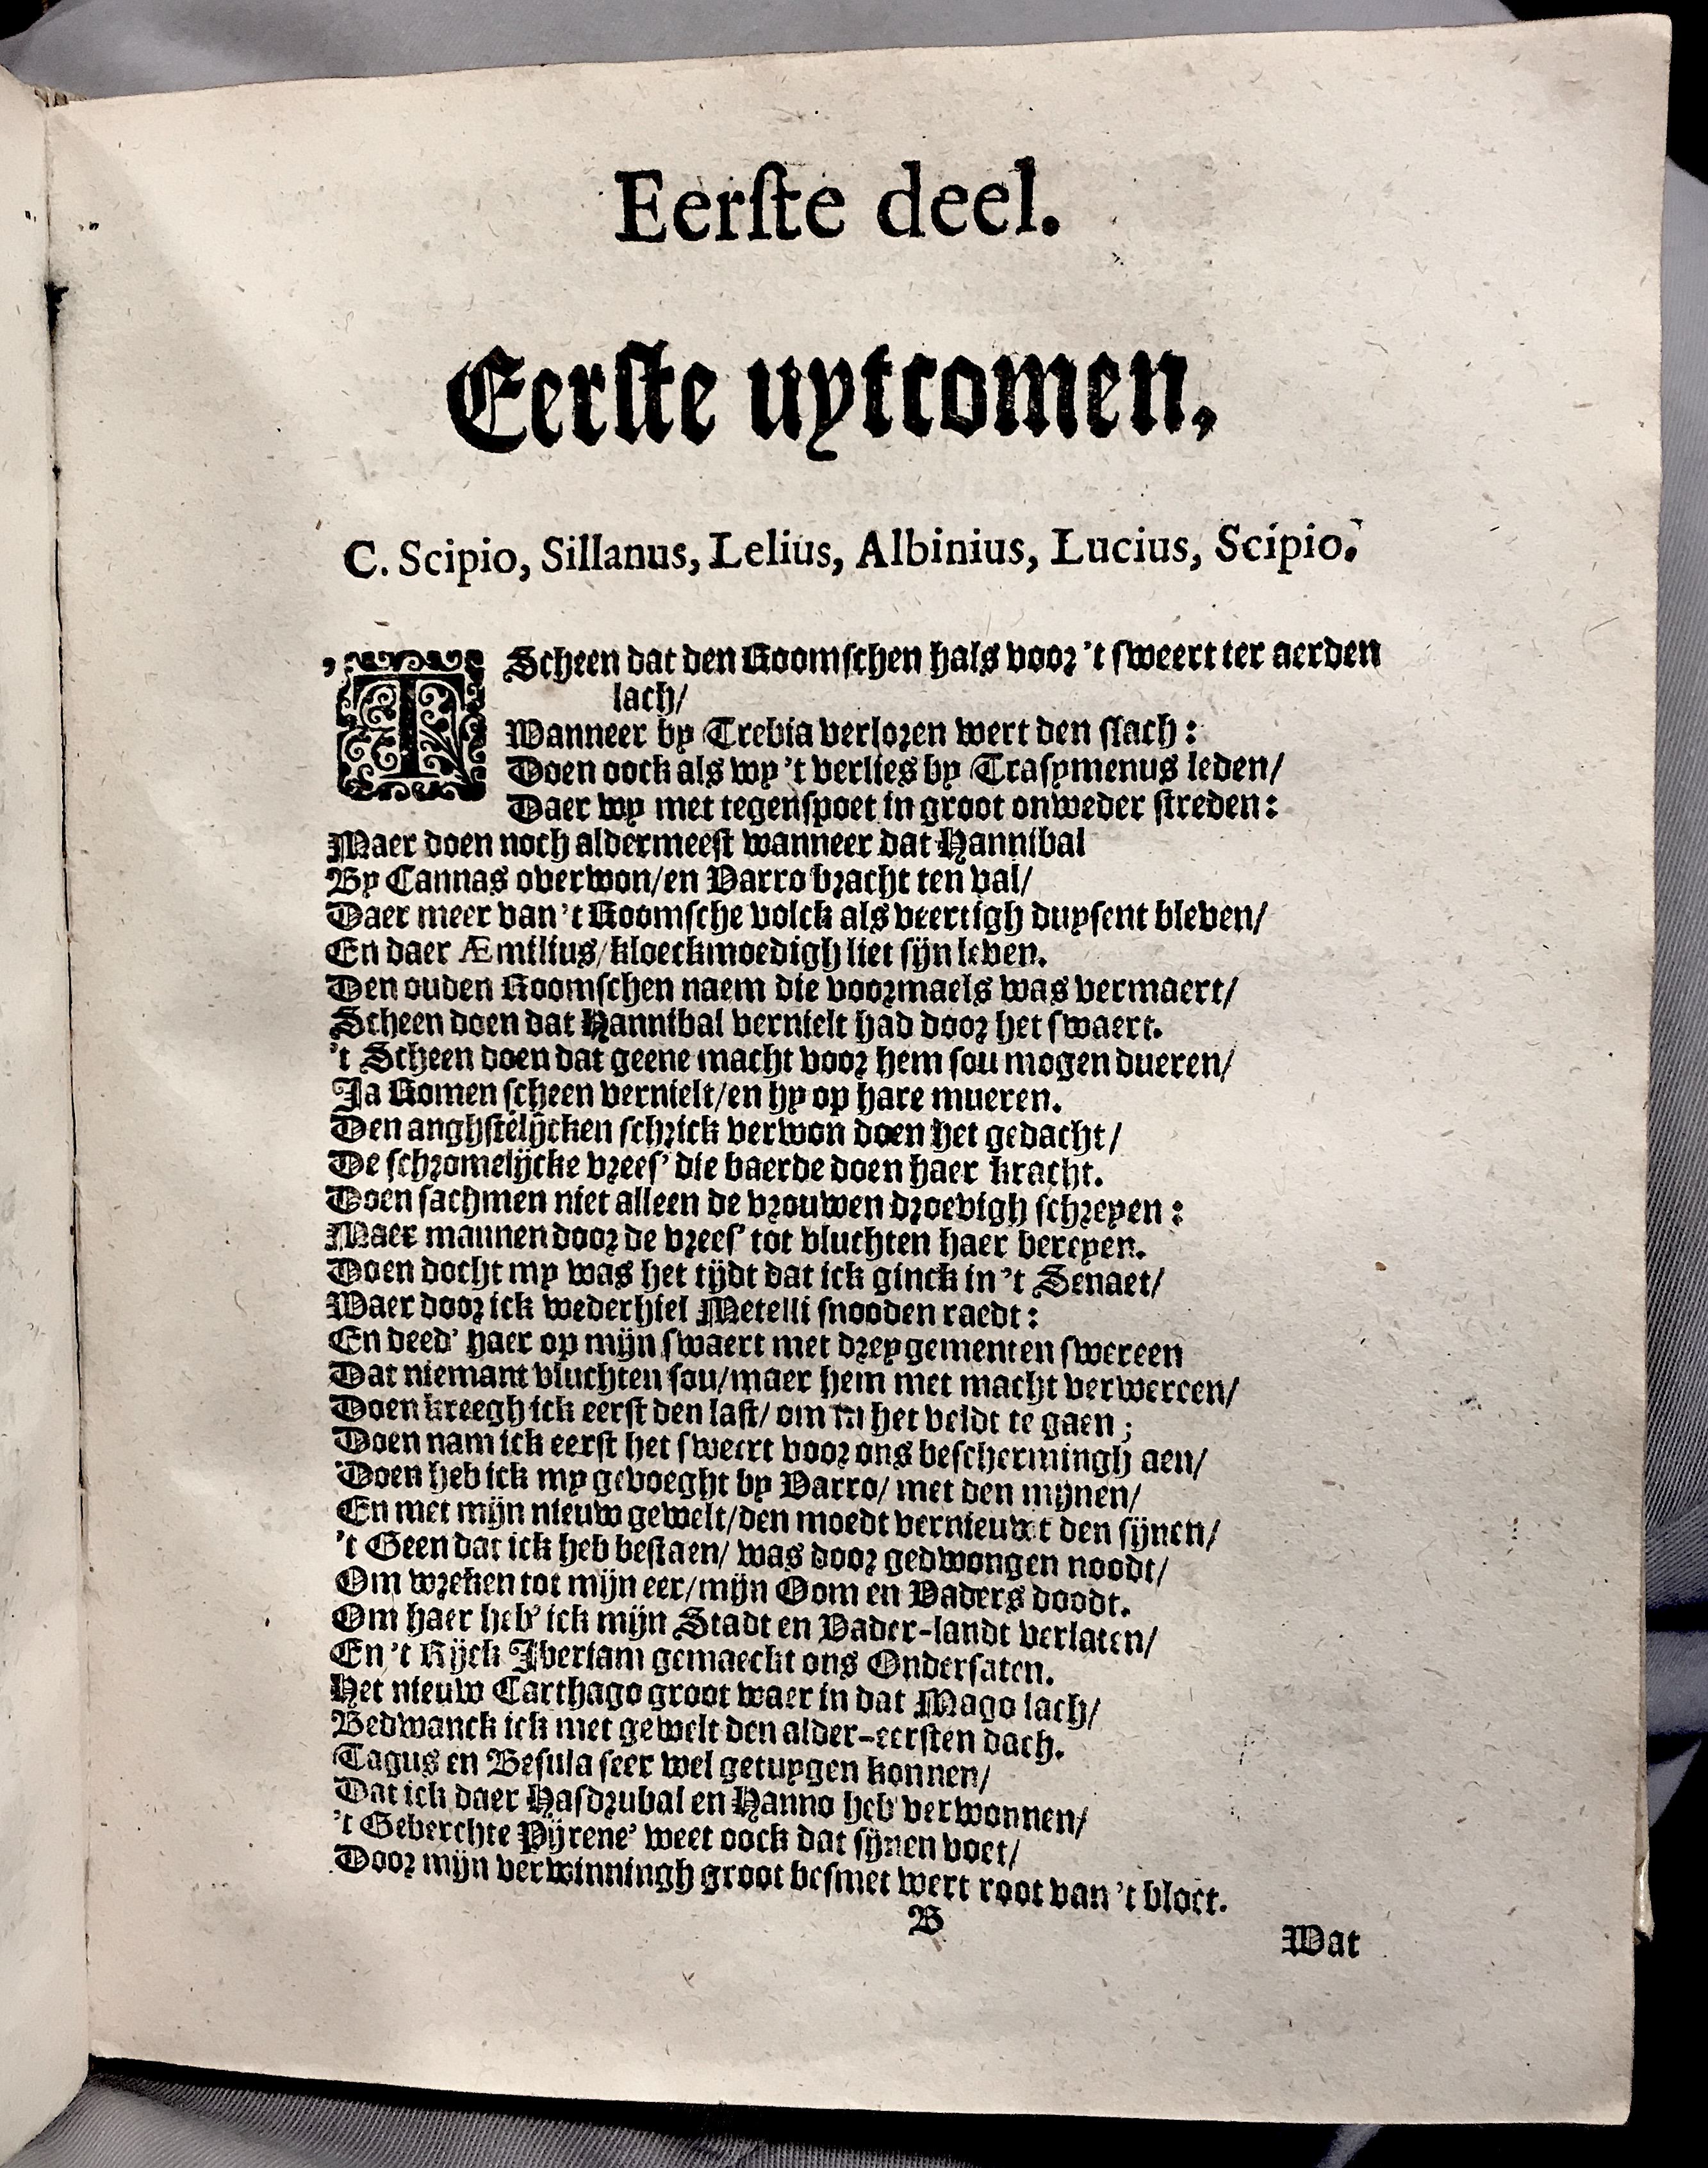 Eerſte deel.
Eerſte uytcomen.
C. Scipio, Sillanus, Lelius, Albinius, Lucius, Scipio.
'T Scheen dat den Roomſchen hals voor 't ſweert ter aerden
lach/
Wanneer by Trebia verloren wert den ſlach:
Doen oock als wy 't verlies by Traſymenus leden/
Daer wy met tegenſpoet in groot onweder ſtreden:
Maer doen noch aldermeeſt wanneer dat Hannibal
By Cannas overwon/en Varro bracht ten val/
Daer meer van 't Roomſche volck als veertigh duyſent bleven/
En daer Æmilius/kloeckmoedigh liet ſijn leven.
Den ouden Roomſchen naem die voormaels was vermaert/
Scheen doen dat Hannibal vernielt had door het ſwaert.
't Scheen doen dat geene macht voor hem ſou mogen dueren/
Ja Romen ſcheen vernielt/en hy op hare mueren.
Den anghſtelijcken ſchrick verwon doen het gedacht/
De ſchromelijcke vreeſ' die baerde doen haer kracht.
Doen ſachmen niet alleen de vrouwen droevigh ſchreyen:
Maer mannen door de vreeſ' tot vluchten haer bereyen.
Doen docht my was het tijdt dat ick ginck in 't Senaet/
Waer door ick wederhiel Metelli ſnooden raedt:
En deed' haer op mijn ſwaert met dreygementen ſwereen
Dat niemant vluchten ſou/maer hem met macht verweeren/
Doen kreegh ick eerſt den laſt/ om in het veldt te gaen;
Doen nam ick eerſt het ſweert voor ons beſchermingh aen/
Doen heb ick my gevoeght by Varro/ met den mijnen/
En met mijn nieuw gewelt/den moedt vernieuwt den ſijnen/
't Geen dat ick heb beſtaen/ was door gedwongen noodt/
Om wreken tot mijn eer/mijn Oom en Vaders doodt.
Om haer heb' ick mijn Stadt en Vader-landt verlaten/
En 't Rijck Iberiam gemaeckt ons Onderſaten.
Het nieuw Carthago groot waer in dat Mago lach/
Bedwanck ick met gewelt den alder-eerſten dach.
Tagus en Beſula ſeer wel getuygen konnen/
Dat ick daer Haſdrubal en Hanno heb' verwonnen/
't Geberchte Pijrene' weet oock dat ſijnen voet/
Door mijn verwinningh groot beſmet wert root van 't bloet.
B
Wat